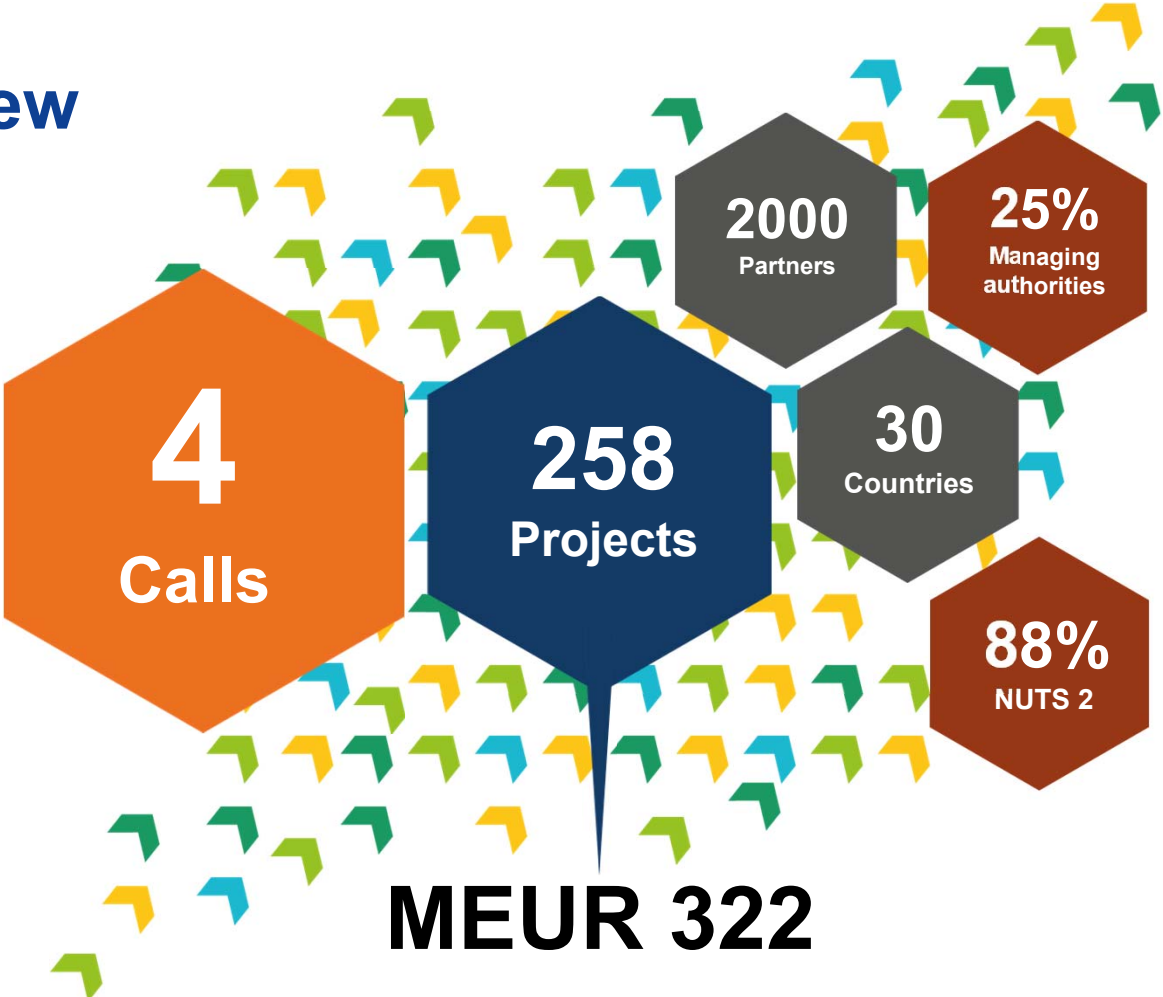 ew
2000
Partners
25%
Managing
authorities
4
Calls
258
Projects
30
Countries
88%
NUTS 2
MEUR 322